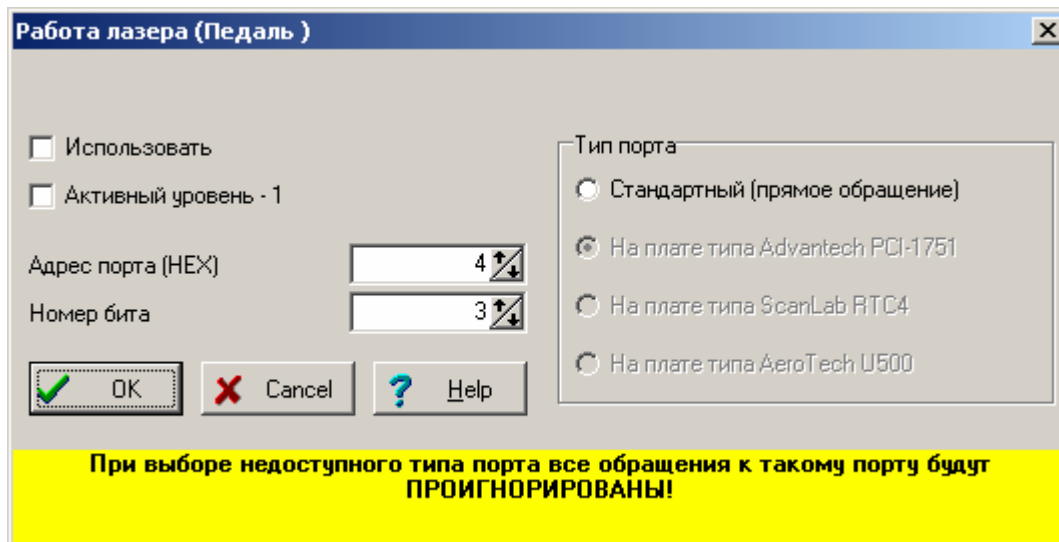 Работа лазера (Педаль )
Использовать
Активный уровень - 1
Адрес порта (HEX)
4
Номер бита
3
OK
Cancel
Help
Тип порта
Стандартный (прямое обращение)
На плате типа Advantech PCI-1751
На плате типа ScanLab RTC4
На плате типа AeroTech U500
При выборе недоступного типа порта все обращения к такому порту будут
ПРОИГНОРИРОВАНЫ!